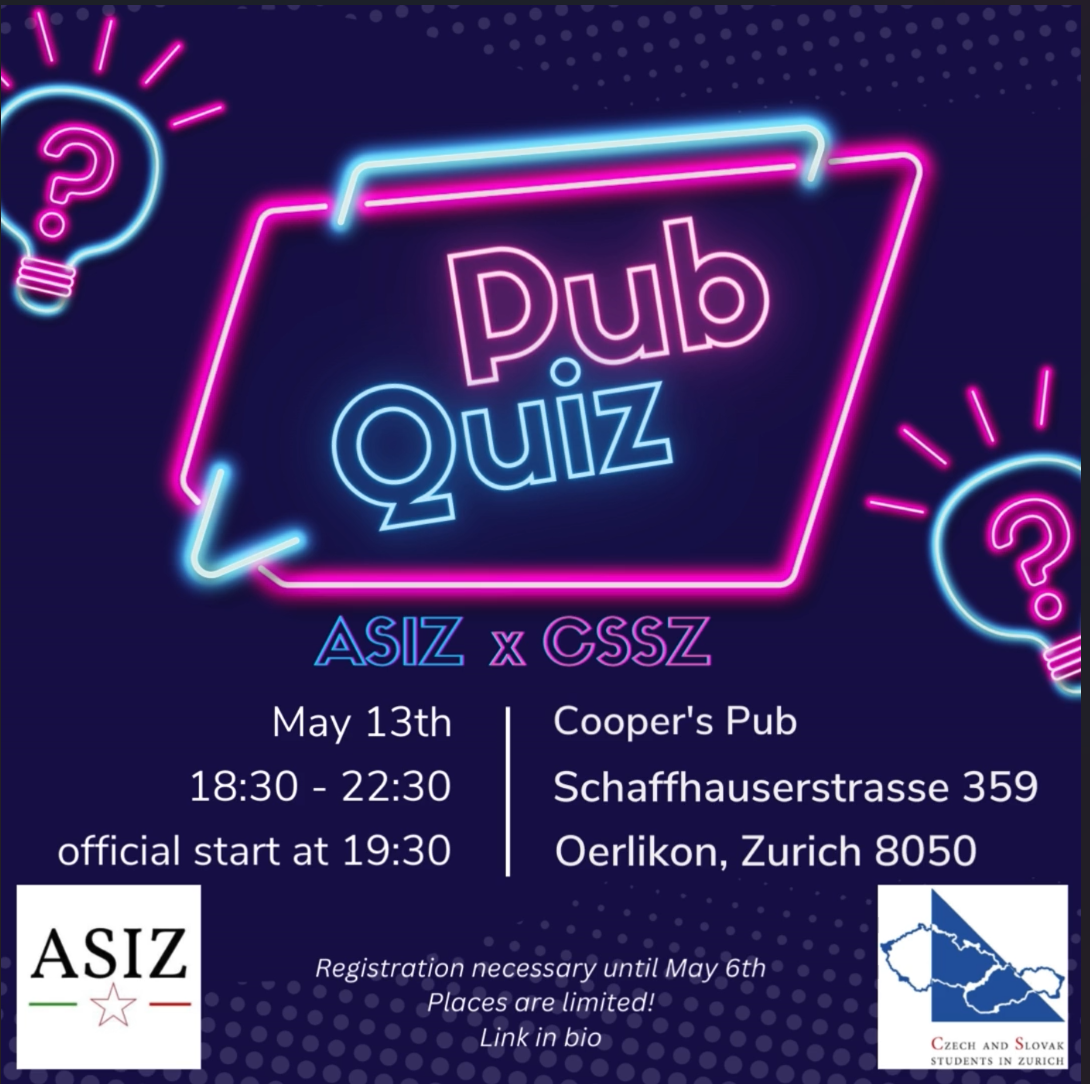 ?
Pub
Quiz
?
ASIZ x CSSZ
May 13th
18:30 - 22:30
official start at 19:30
Cooper's Pub
Schaffhauserstrasse 359
Oerlikon, Zurich 8050
ASIZ
Registration necessary until May 6th
Places are limited!
Link in bio
CZECH AND SLOVAK
STUDENTS IN ZURICH